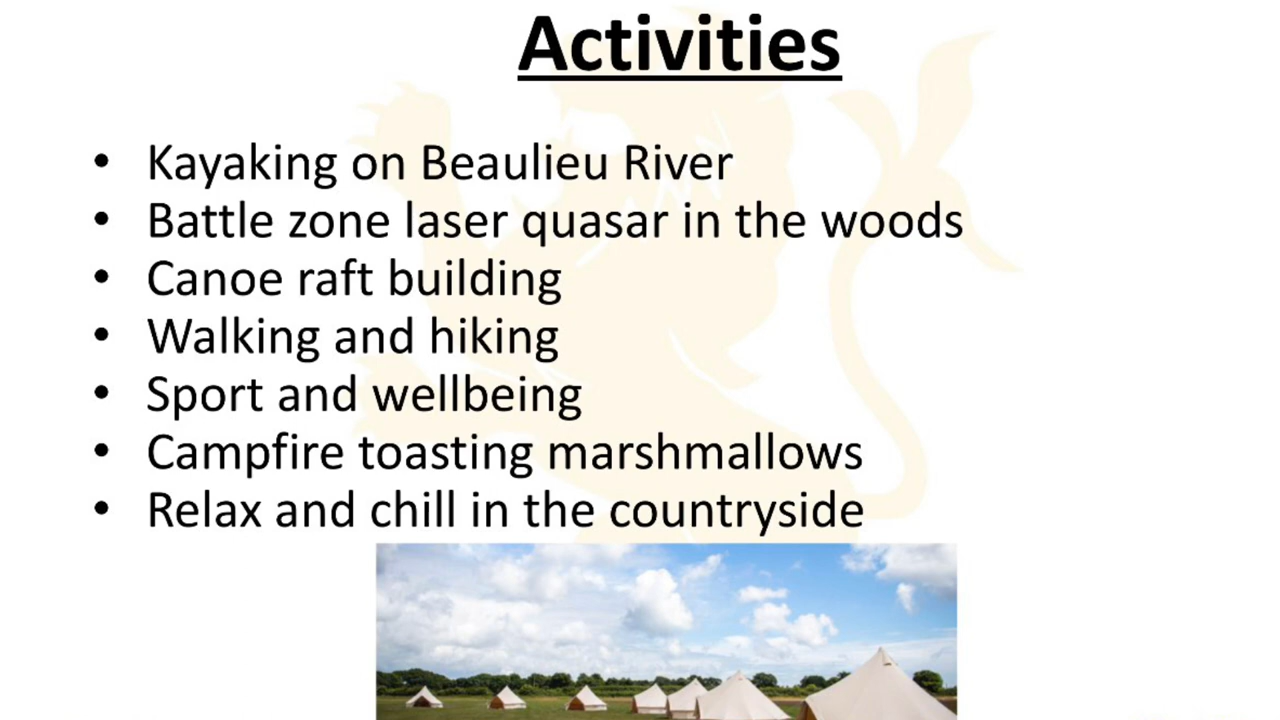 Activities
• Kayaking on Beaulieu River
• Battle zone laser quasar in the woods
• Canoe raft building
• Walking and hiking
• Sport and wellbeing
• Campfire toasting marshmallows
• Relax and chill in the countryside